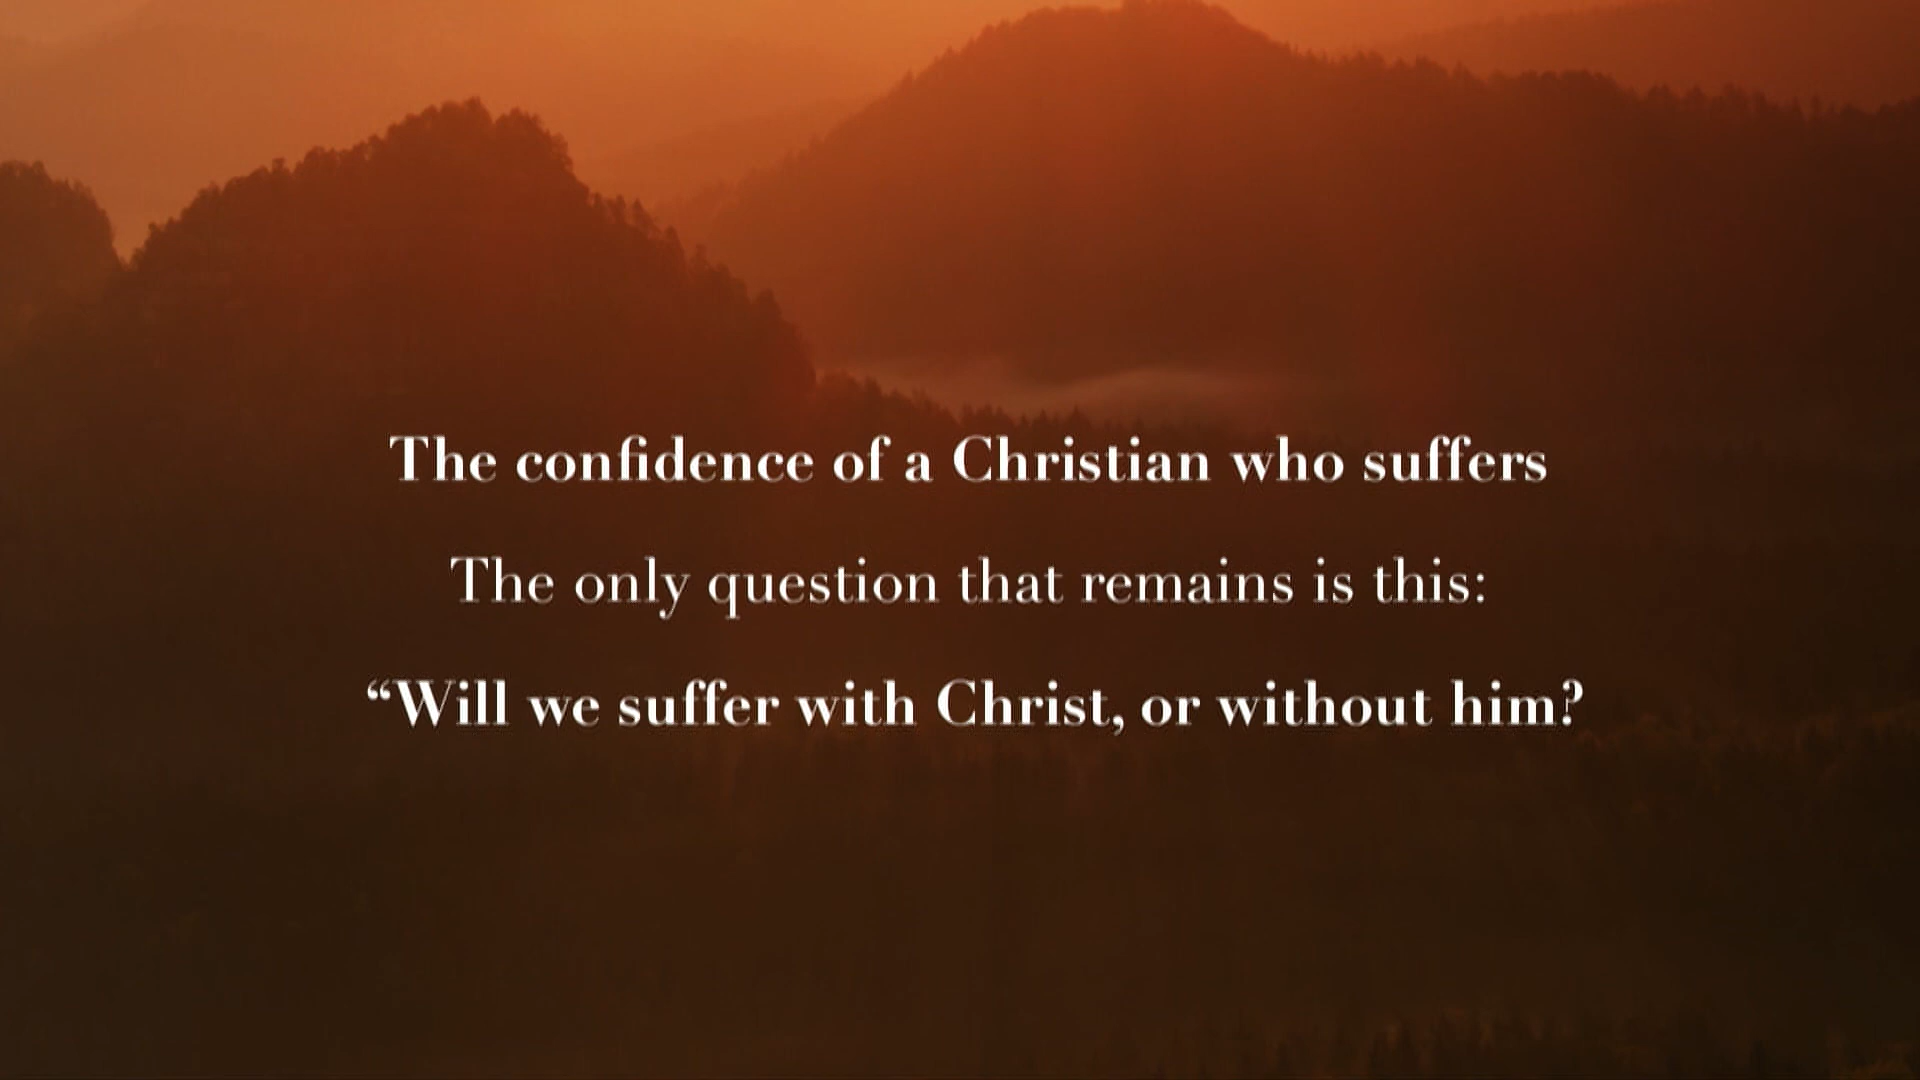 The confidence of a Christian who suffers
The only question that remains is this:
“Will we suffer with Christ, or without him?